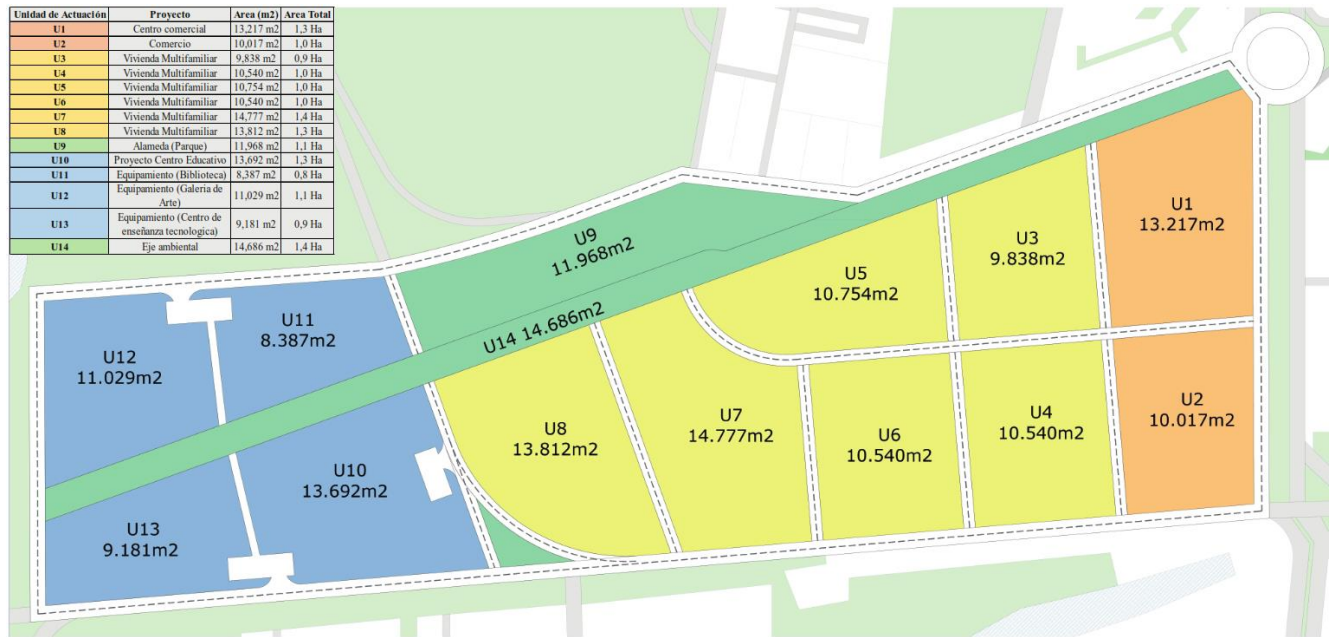 Unidad de Actuación Proyecto Area (m2) Area Total
U1 Centro comercial 13,217 m2 1,3 Ha
U2 Comercio 10,017 m2 1,0 Ha
U3 Vivienda Multifamiliar 9,838 m2 0,9 Ha
U4 Vivienda Multifamiliar 10,540 m2 1,0 Ha
U5 Vivienda Multifamiliar 10,754 m2 1,0 Ha
U6 Vivienda Multifamiliar 10,540 m2 1,0 Ha
U7 Vivienda Multifamiliar 14,777 m2 1,4 Ha
U8 Vivienda Multifamiliar 13,812 m2 1,3 Ha
U9 Alameda (Parque) 11,968 m2 1,1 Ha
U10 Proyecto Centro Educativo 13,692 m2 1,3 Ha
U11 Equipamiento (Biblioteca) 8,387 m2 0,8 Ha
U12 Equipamiento (Galeria de
Arte) 11,029 m2 1,1 Ha
U13 Equipamiento (Centro de
enseñanza tecnologica) 9,181 m2 0,9 Ha
U14 Eje ambiental 14,686 m2 1,4 Ha
U1
13.217m2
U9
11.968m2
U3
9.838m2
U5
10.754m2
U11
8.387m2
U14 14.686m2
U12
11.029m2
U2
10.017m2
U7
14.777m2
U4
10.540m2
U8
13.812m2
U6
10.540m2
U10
13.692m2
U13
9.181m2